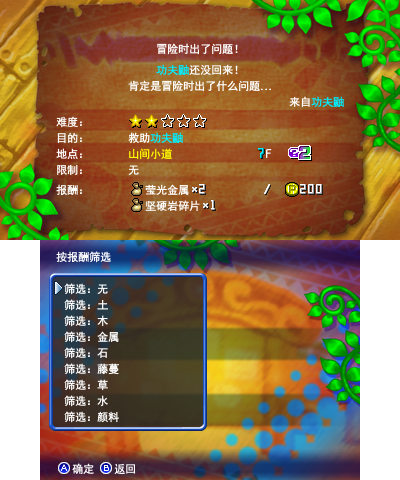 冒险时出了问题!
功夫鼬还没回来!
肯定是冒险时出了什么问题...
来自功夫鼬
难度: ★★☆☆☆
目的: 救助功夫鼬
地点: 山间小道 7F 2
限制: 无
报酬: 萤光金属×2 / P200
坚硬岩碎片×1
按报酬筛选
筛选: 无
筛选: 土
筛选: 木
筛选: 金属
筛选: 石
筛选: 藤蔓
筛选: 草
筛选: 水
筛选: 颜料
A确定 B返回